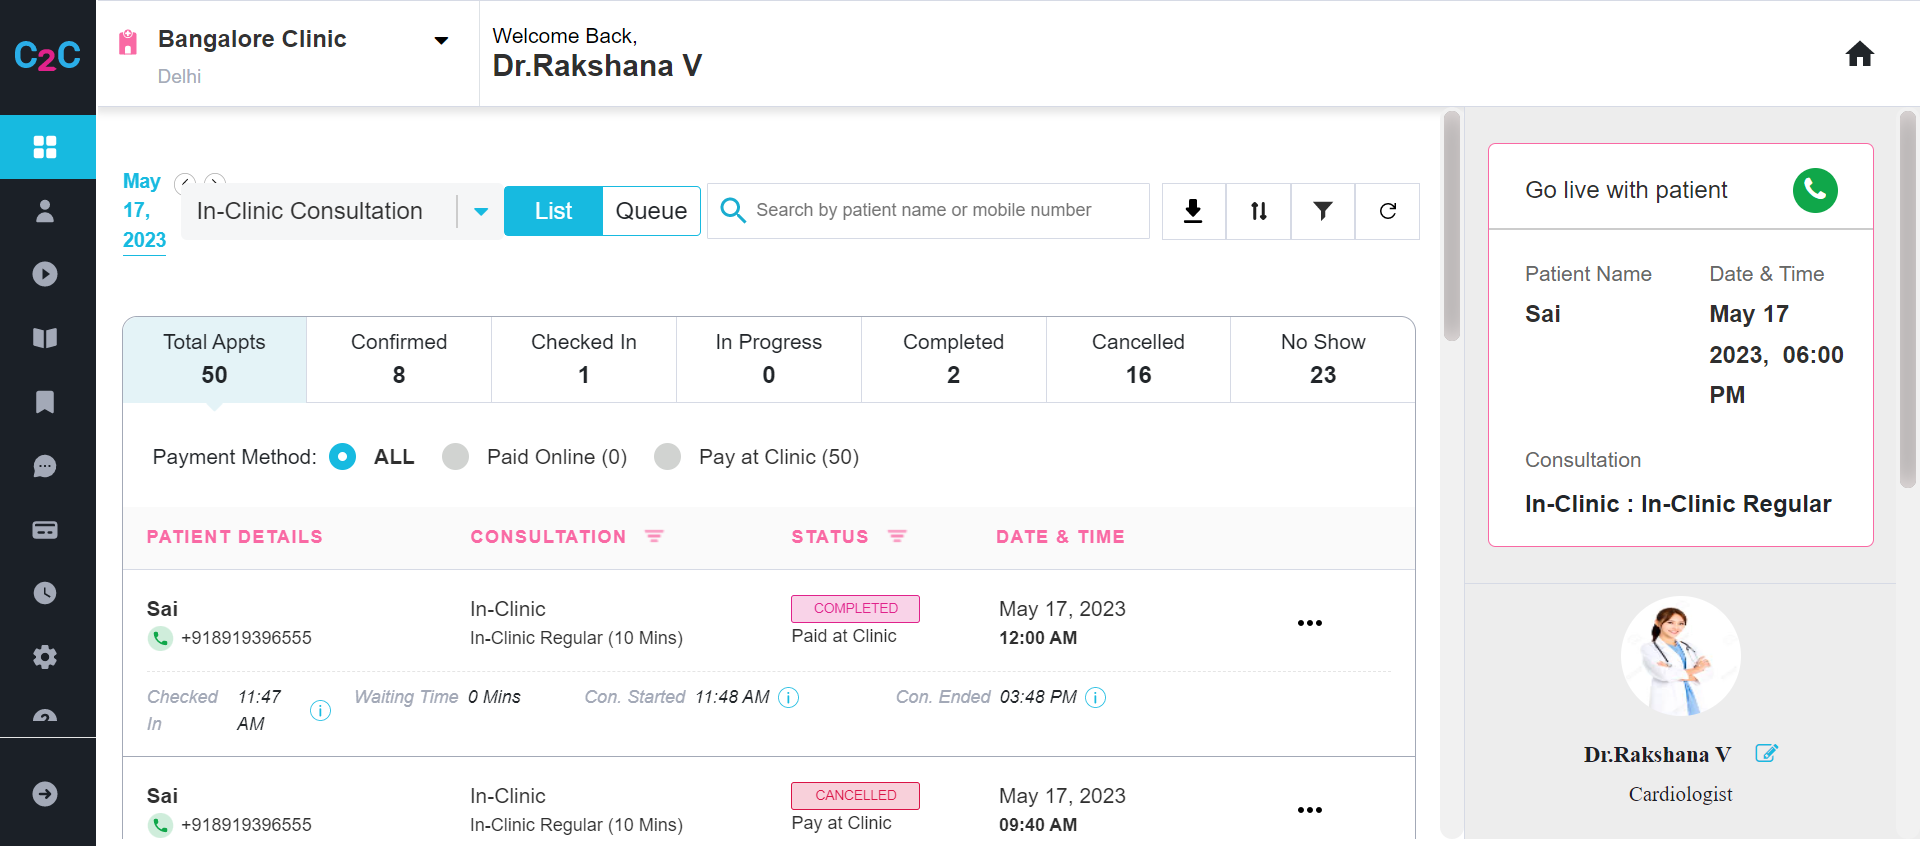 C2C
Bangalore Clinic
Delhi
Welcome Back,
Dr.Rakshana V
May
17,
2023
In-Clinic Consultation
List
Queue
Search by patient name or mobile number
Total Appts
50
Confirmed
8
Checked In
1
In Progress
0
Completed
2
Cancelled
16
No Show
23
Payment Method:
ALL
Paid Online (0)
Pay at Clinic (50)
PATIENT DETAILS
CONSULTATION
STATUS
DATE & TIME
Sai
+918919396555
In-Clinic
In-Clinic Regular (10 Mins)
COMPLETED
Paid at Clinic
May 17, 2023
12:00 AM
Checked
In
11:47
AM
Waiting Time 0 Mins
Con. Started 11:48 AM
Con. Ended 03:48 PM
Sai
+918919396555
In-Clinic
In-Clinic Regular (10 Mins)
CANCELLED
Pay at Clinic
May 17, 2023
09:40 AM
Go live with patient
Patient Name
Sai
Date & Time
May 17
2023, 06:00
PM
Consultation
In-Clinic : In-Clinic Regular
Dr.Rakshana V
Cardiologist